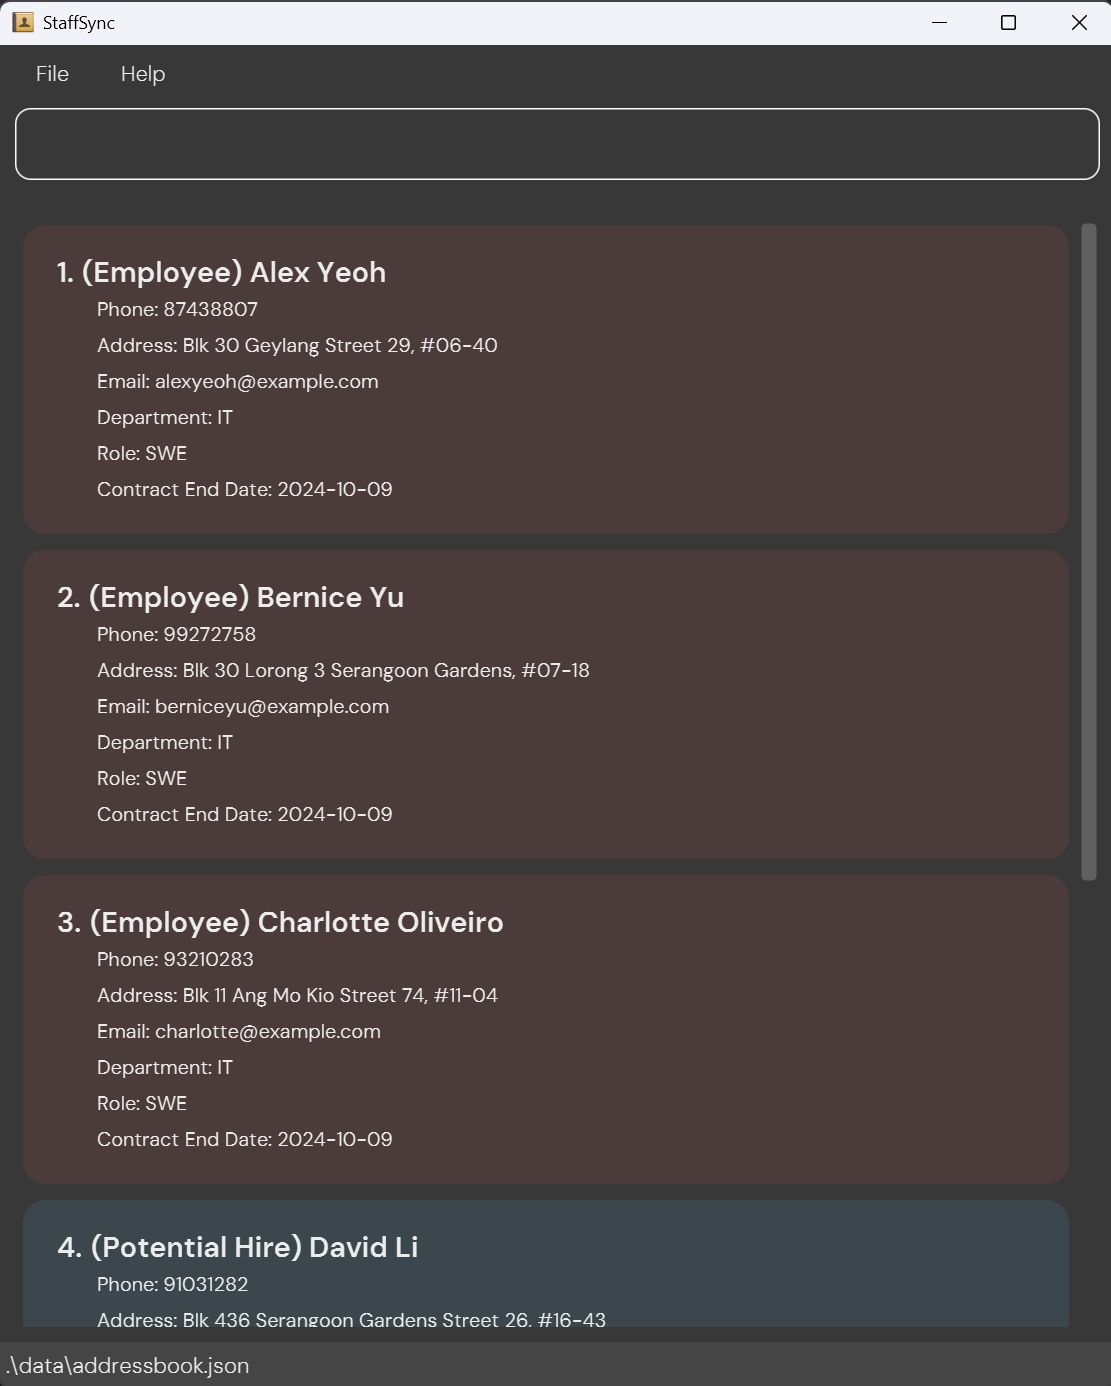 StaffSync
File Help
1. (Employee) Alex Yeoh
Phone: 87438807
Address: Blk 30 Geylang Street 29, #06-40
Email: alexyeoh@example.com
Department: IT
Role: SWE
Contract End Date: 2024-10-09
2. (Employee) Bernice Yu
Phone: 99272758
Address: Blk 30 Lorong 3 Serangoon Gardens, #07-18
Email: berniceyu@example.com
Department: IT
Role: SWE
Contract End Date: 2024-10-09
3. (Employee) Charlotte Oliveiro
Phone: 93210283
Address: Blk 11 Ang Mo Kio Street 74, #11-04
Email: charlotte@example.com
Department: IT
Role: SWE
Contract End Date: 2024-10-09
4. (Potential Hire) David Li
Phone: 91031282
Address: Blk 436 Serangoon Gardens Street 26, #16-43
.\data\addressbook.json